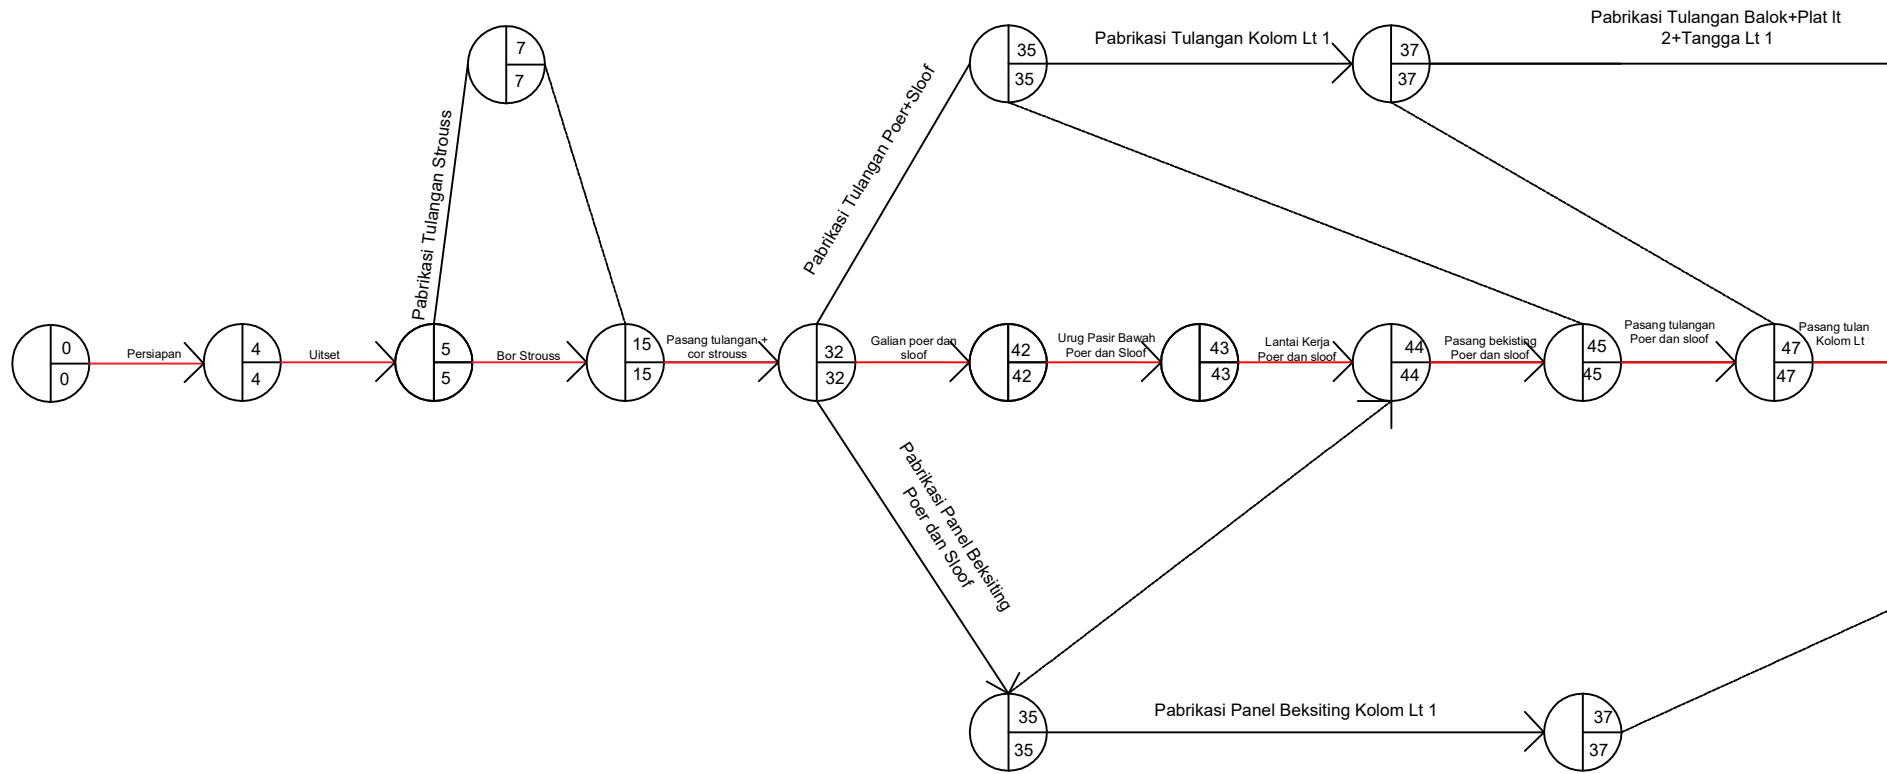 Pabrikasi Tulangan Balok+Plat lt
2+Tangga Lt 1
Pabrikasi Tulangan Kolom Lt 1
7
7
35
35
37
37
Pabrikasi Tulangan Strouss
Pabrikasi Tulangan Poer+Sloof
0
0
Persiapan
4
4
Uitset
5
5
Bor Strouss
15
15
Pasang tulangan +
cor strouss
32
32
Galian poer dan
sloof
42
42
Urug Pasir Bawah
Poer dan Sloof
43
43
Lantai Kerja
Poer dan sloof
44
44
Pasang bekisting
Poer dan sloof
45
45
Pasang tulangan
Poer dan sloof
47
47
Pasang tulan
Kolom Lt
Pabrikasi Panel Beksiting
Poer dan Sloof
35
35
Pabrikasi Panel Beksiting Kolom Lt 1
37
37